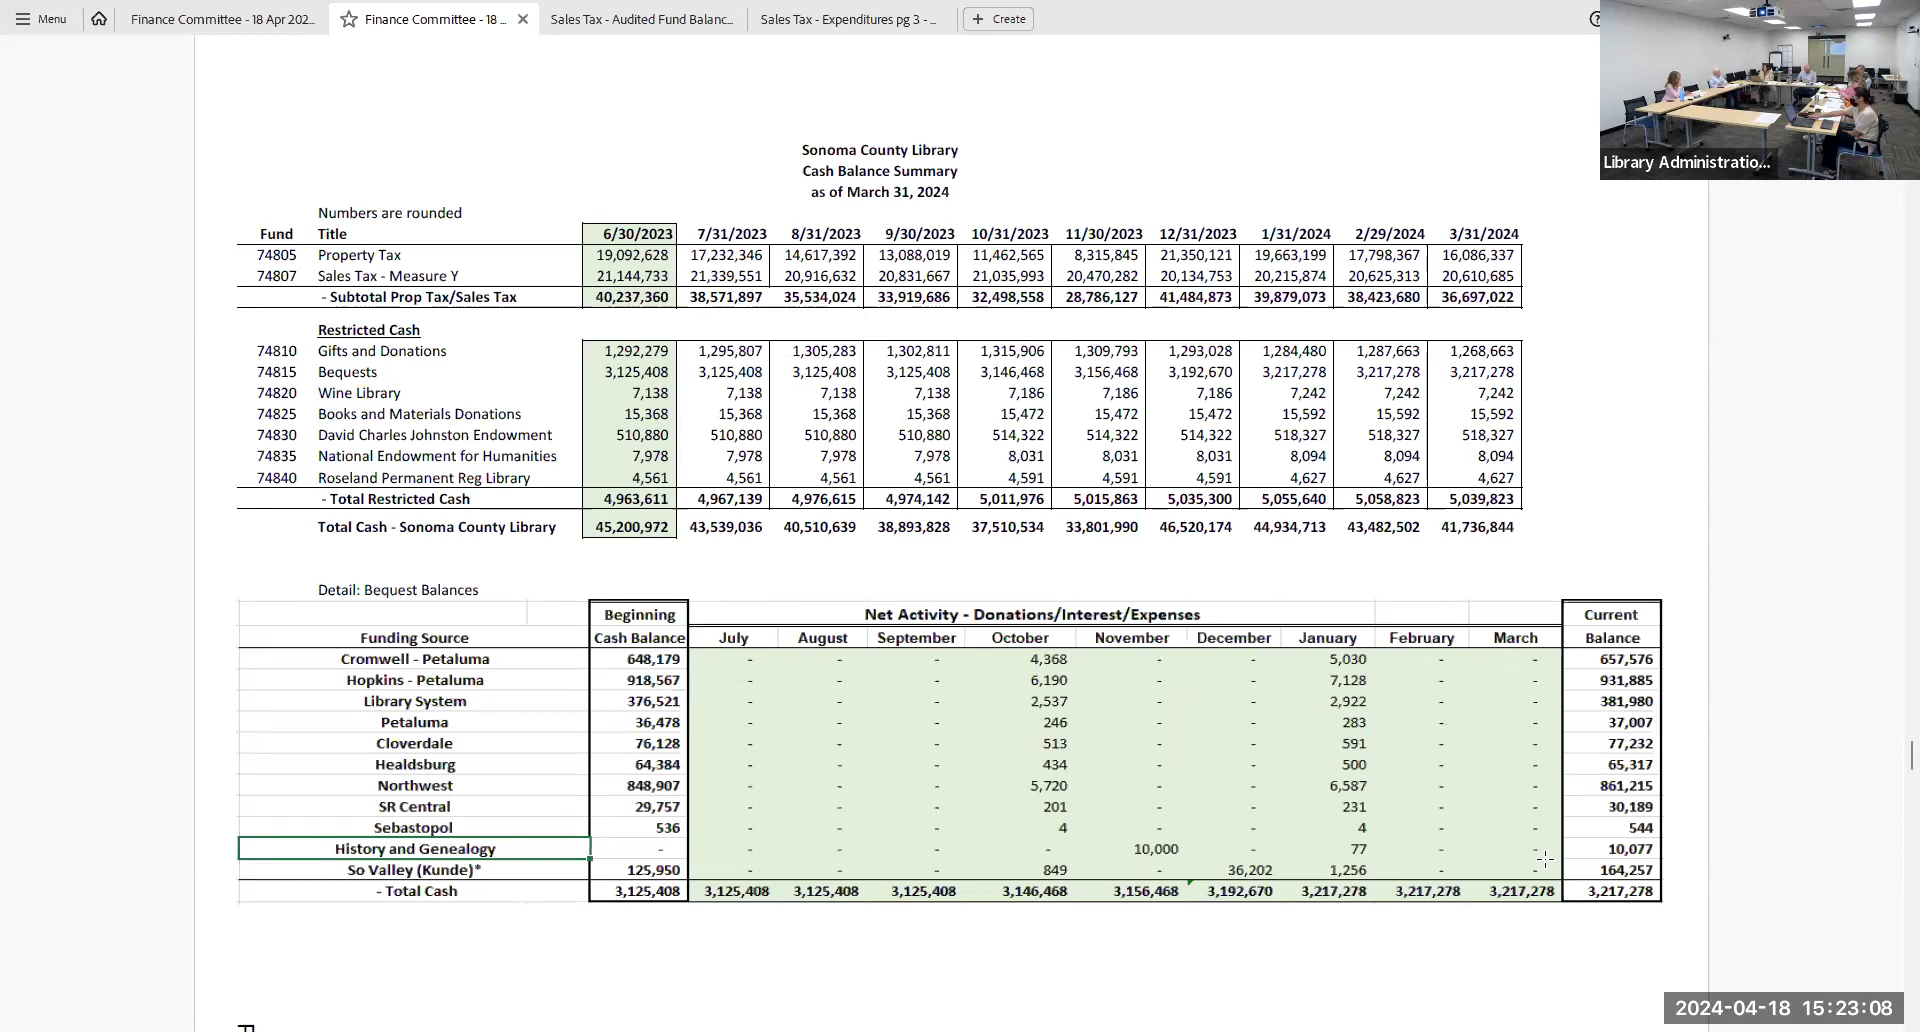 Menu Finance Committee - 18 Apr 202... Finance Committee - 18 ... Sales Tax - Audited Fund Balanc... Sales Tax - Expenditures pg 3 - ... + Create
Library Administratio...
Sonoma County Library
Cash Balance Summary
as of March 31, 2024
Numbers are rounded
Fund Title 6/30/2023 7/31/2023 8/31/2023 9/30/2023 10/31/2023 11/30/2023 12/31/2023 1/31/2024 2/29/2024 3/31/2024
74805 Property Tax 19,092,628 17,232,346 14,617,392 13,088,019 11,462,565 8,315,845 21,350,121 19,663,199 17,798,367 16,086,337
74807 Sales Tax - Measure Y 21,144,733 21,339,551 20,916,632 20,831,667 21,035,993 20,470,282 20,134,753 20,215,874 20,625,313 20,610,685
- Subtotal Prop Tax/Sales Tax 40,237,360 38,571,897 35,534,024 33,919,686 32,498,558 28,786,127 41,484,873 39,879,073 38,423,680 36,697,022
Restricted Cash
74810 Gifts and Donations 1,292,279 1,295,807 1,305,283 1,302,811 1,315,906 1,309,793 1,293,028 1,284,480 1,287,663 1,268,663
74815 Bequests 3,125,408 3,125,408 3,125,408 3,125,408 3,146,468 3,156,468 3,192,670 3,217,278 3,217,278 3,217,278
74820 Wine Library 7,138 7,138 7,138 7,138 7,186 7,186 7,186 7,242 7,242 7,242
74825 Books and Materials Donations 15,368 15,368 15,368 15,368 15,472 15,472 15,472 15,592 15,592 15,592
74830 David Charles Johnston Endowment 510,880 510,880 510,880 510,880 514,322 514,322 514,322 518,327 518,327 518,327
74835 National Endowment for Humanities 7,978 7,978 7,978 7,978 8,031 8,031 8,031 8,094 8,094 8,094
74840 Roseland Permanent Reg Library 4,561 4,561 4,561 4,561 4,591 4,591 4,591 4,627 4,627 4,627
- Total Restricted Cash 4,963,611 4,967,139 4,976,615 4,974,142 5,011,976 5,015,863 5,035,300 5,055,640 5,058,823 5,039,823
Total Cash - Sonoma County Library 45,200,972 43,539,036 40,510,639 38,893,828 37,510,534 33,801,990 46,520,174 44,934,713 43,482,502 41,736,844
Detail: Bequest Balances
Beginning Net Activity - Donations/Interest/Expenses Current
Funding Source Cash Balance July August September October November December January February March Balance
Cromwell - Petaluma 648,179 - - - 4,368 - - 5,030 - - 657,576
Hopkins - Petaluma 918,567 - - - 6,190 - - 7,128 - - 931,885
Library System 376,521 - - - 2,537 - - 2,922 - - 381,980
Petaluma 36,478 - - - 246 - - 283 - - 37,007
Cloverdale 76,128 - - - 513 - - 591 - - 77,232
Healdsburg 64,384 - - - 434 - - 500 - - 65,317
Northwest 848,907 - - - 5,720 - - 6,587 - - 861,215
SR Central 29,757 - - - 201 - - 231 - - 30,189
Sebastopol 536 - - - 4 - - 4 - - 544
History and Genealogy - - - - - 10,000 - 77 - - 10,077
So Valley (Kunde)* 125,950 - - - 849 - 36,202 1,256 - - 164,257
- Total Cash 3,125,408 3,125,408 3,125,408 3,125,408 3,146,468 3,156,468 3,192,670 3,217,278 3,217,278 3,217,278 3,217,278
2024-04-18 15:23:08